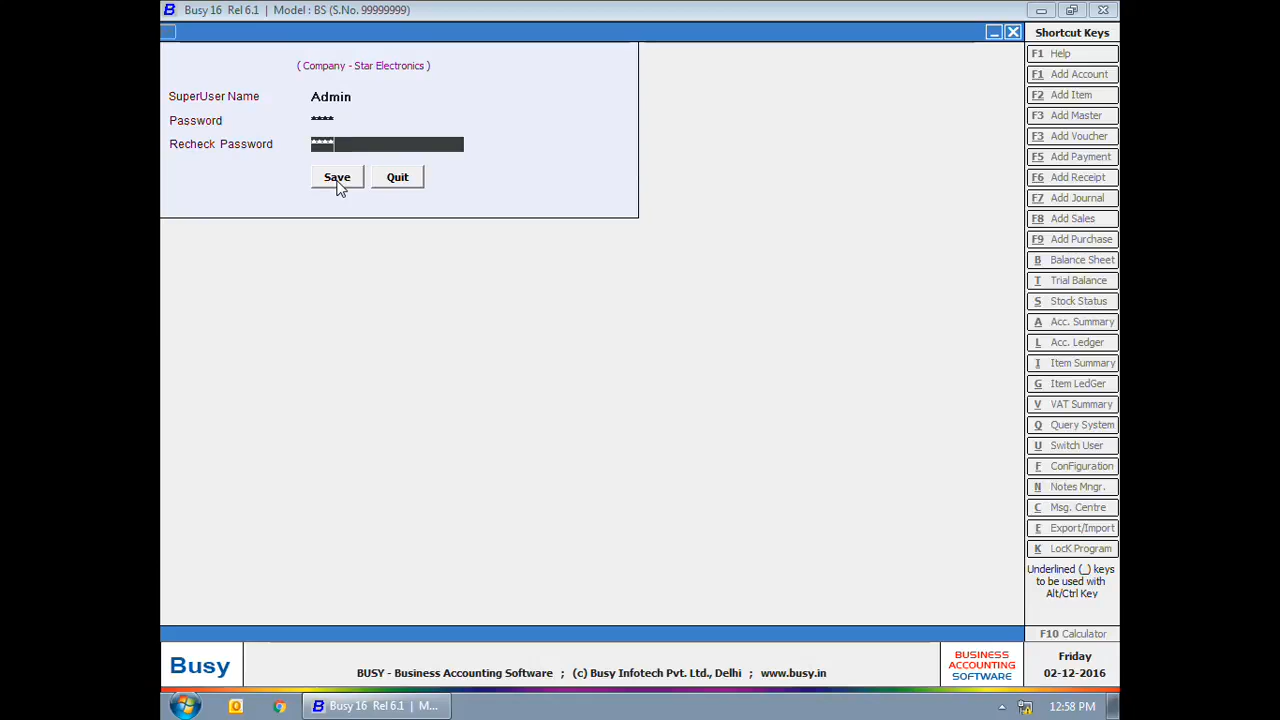 Busy 16 Rel 6.1 | Model : BS (S.No. 99999999)
( Company - Star Electronics )
SuperUser Name Admin
Password ****
Recheck Password ****
Save Quit
Shortcut Keys
F1 Help
F1 Add Account
F2 Add Item
F3 Add Master
F3 Add Voucher
F5 Add Payment
F6 Add Receipt
F7 Add Journal
F8 Add Sales
F9 Add Purchase
B Balance Sheet
T Trial Balance
S Stock Status
A Acc. Summary
L Acc. Ledger
I Item Summary
G Item LedGer
V VAT Summary
Q Query System
U Switch User
F ConFiguration
N Notes Mngr.
C Msg. Centre
E Export/Import
K LocK Program
Underlined (_) keys
to be used with
Alt/Ctrl Key
F10 Calculator
Busy
BUSY - Business Accounting Software ; (c) Busy Infotech Pvt. Ltd., Delhi ; www.busy.in
BUSINESS
ACCOUNTING
SOFTWARE
Friday
02-12-2016
Busy 16 Rel 6.1 | M...
12:58 PM